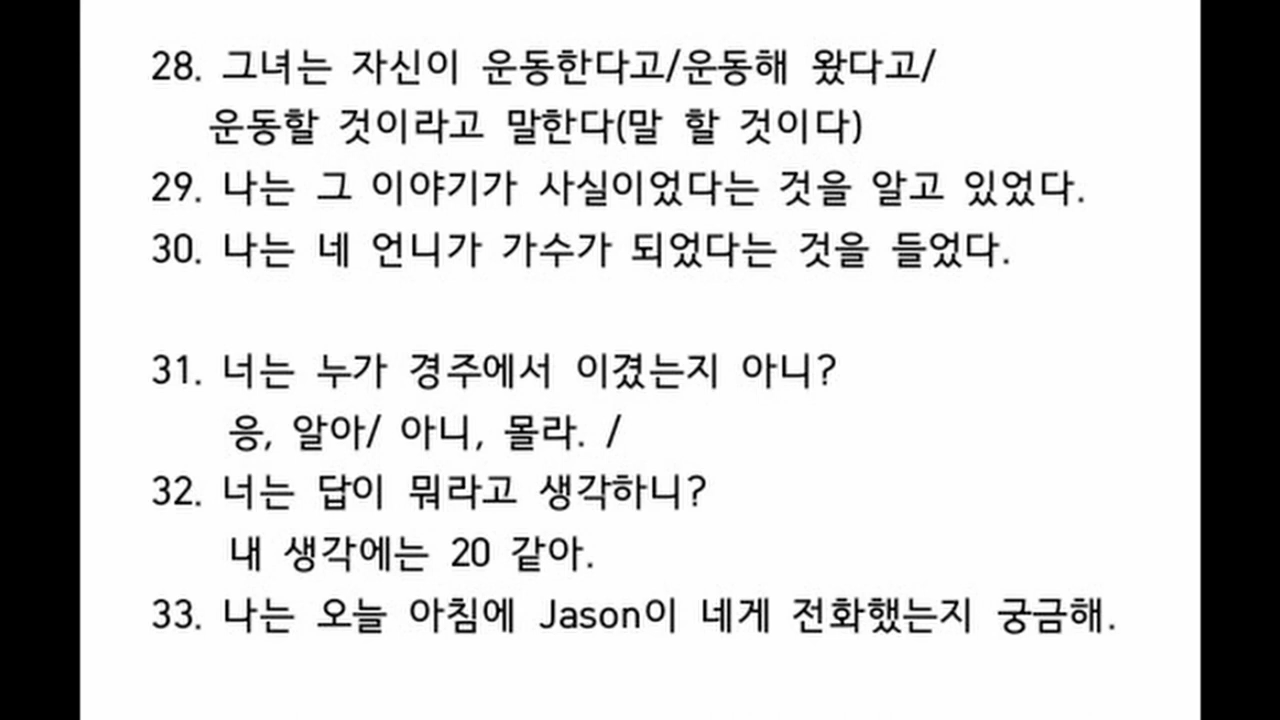 28. 그녀는 자신이 운동한다고/운동해 왔다고/
운동할 것이라고 말한다(말 할 것이다)
29. 나는 그 이야기가 사실이었다는 것을 알고 있었다.
30. 나는 네 언니가 가수가 되었다는 것을 들었다.
31. 너는 누가 경주에서 이겼는지 아니?
응, 알아/ 아니, 몰라. /
32. 너는 답이 뭐라고 생각하니?
내 생각에는 20 같아.
33. 나는 오늘 아침에 Jason이 네게 전화했는지 궁금해.